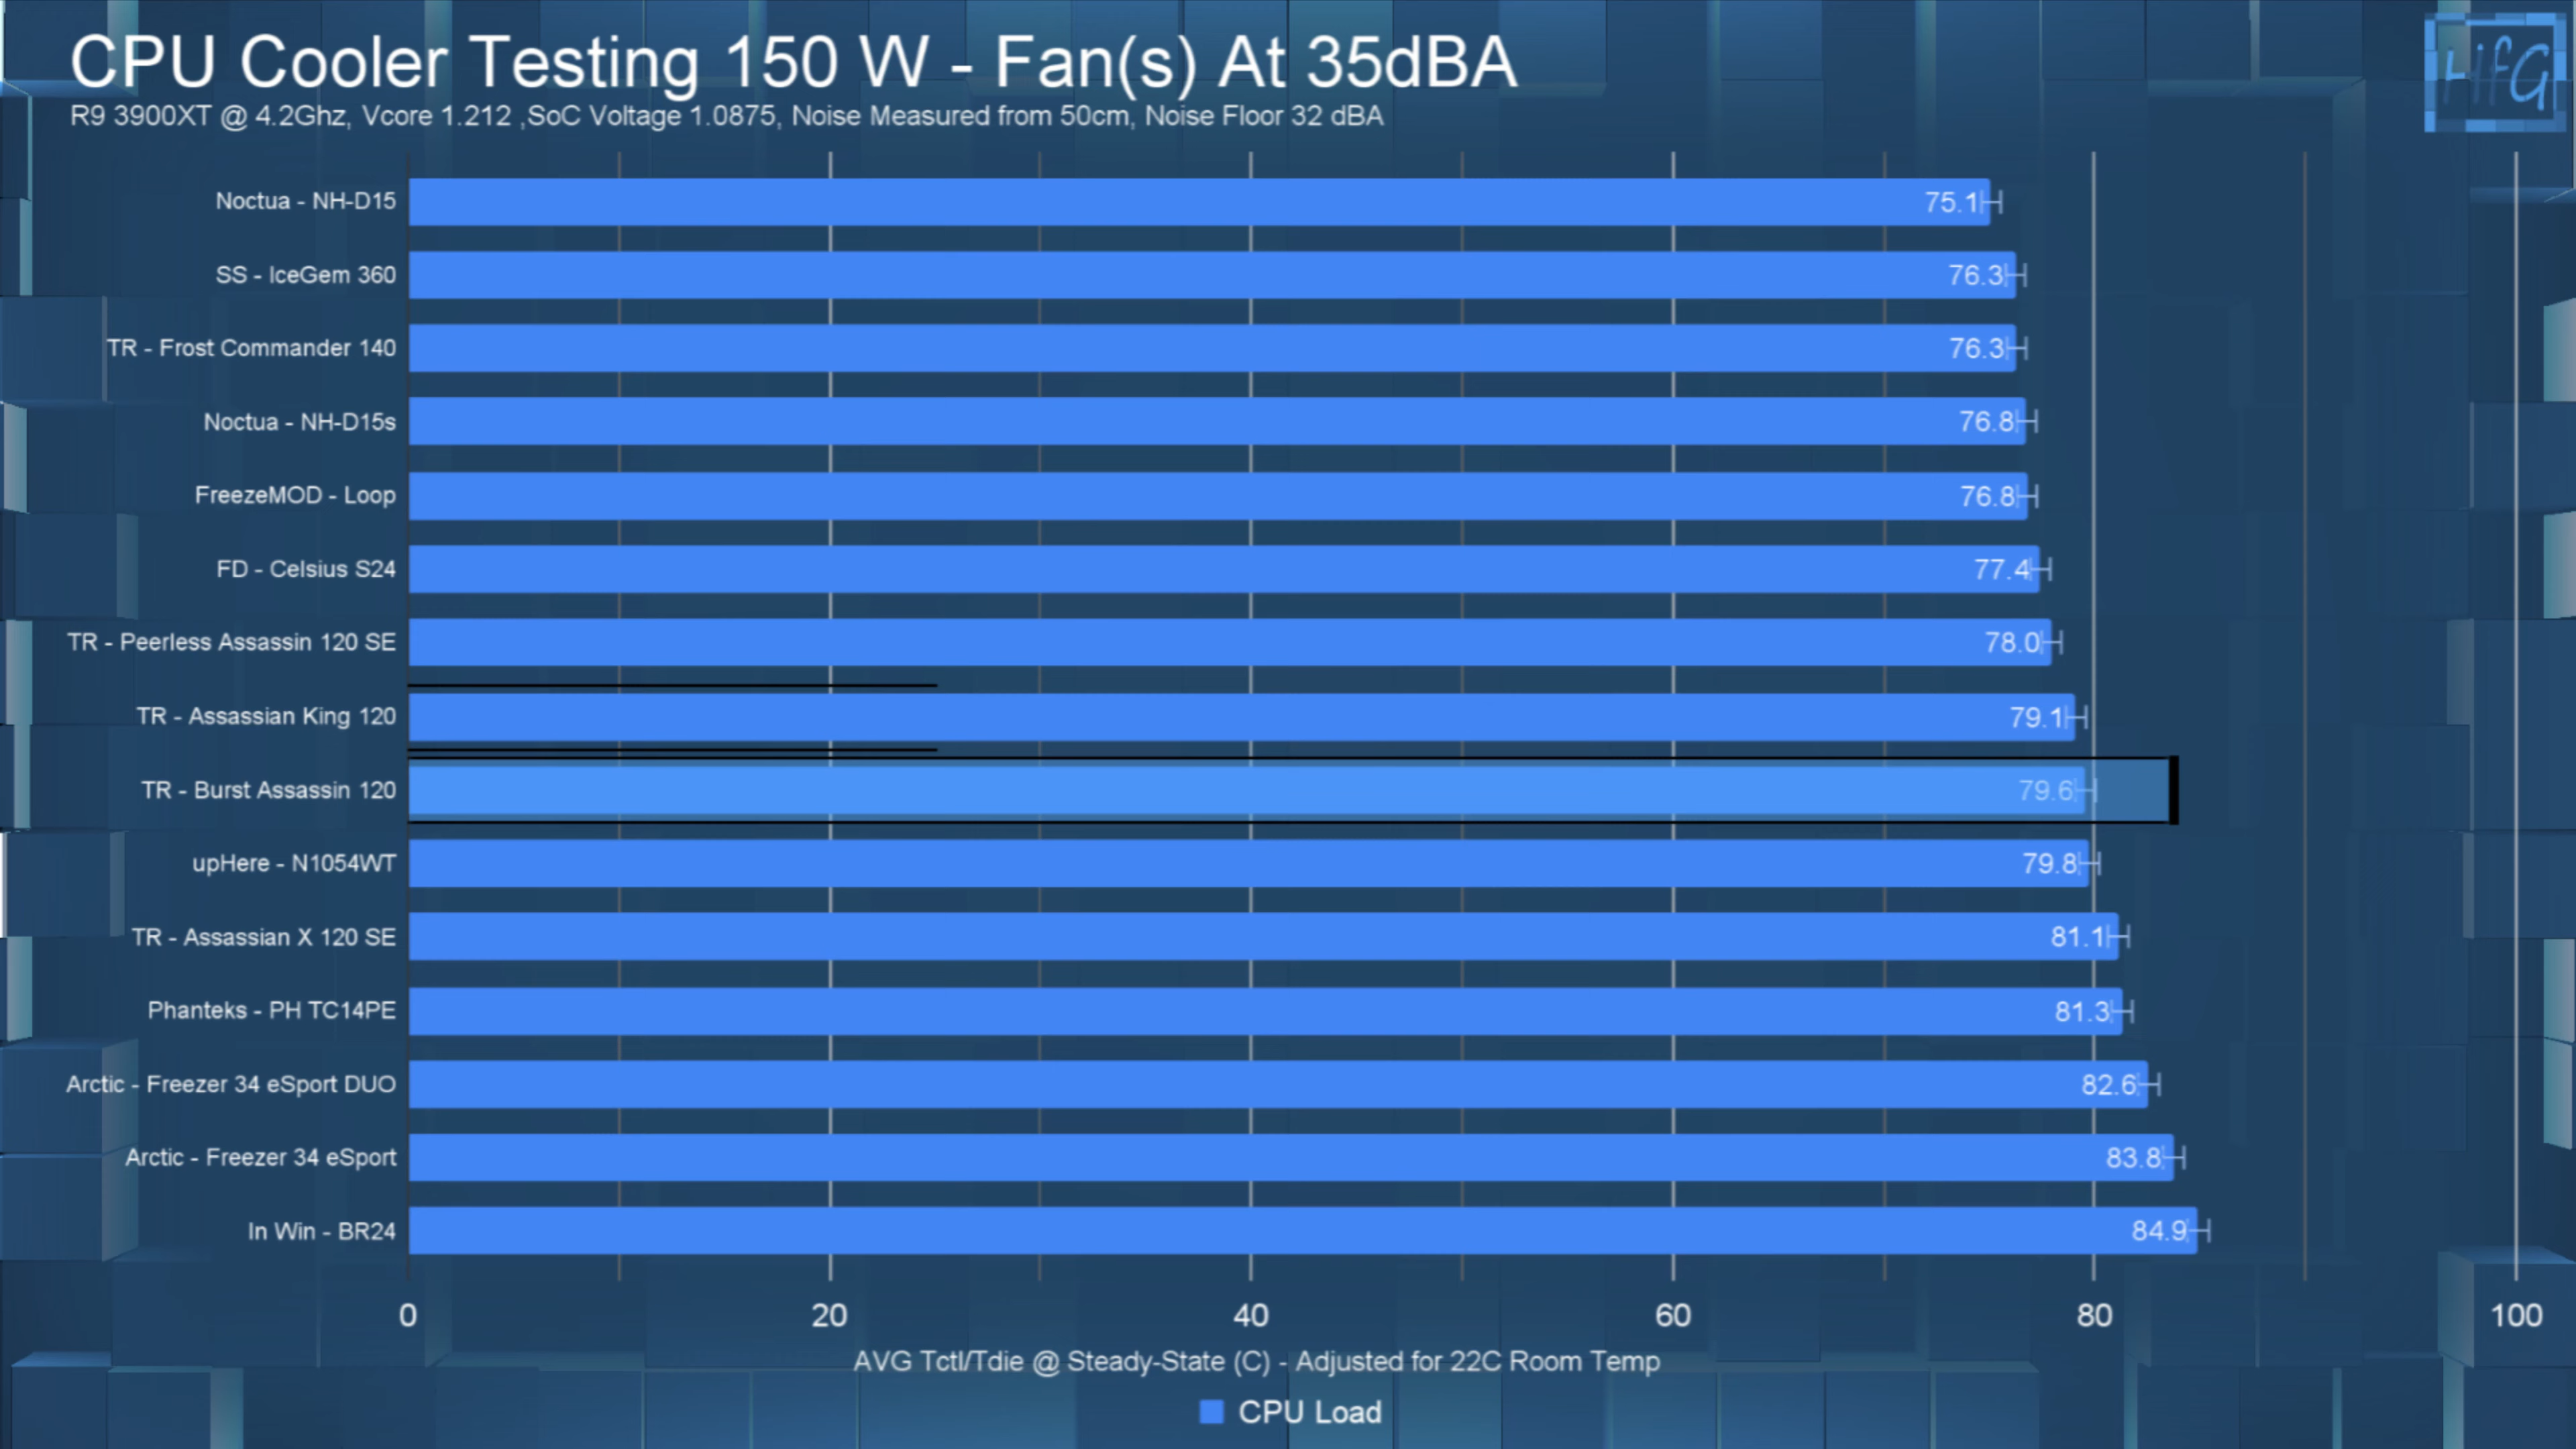 CPU Cooler Testing 150 W - Fan(s) At 35dBA
HfG
R9 3900XT @ 4.2Ghz, Vcore 1.212 ,SoC Voltage 1.0875, Noise Measured from 50cm, Noise Floor 32 dBA
Noctua - NH-D15 75.1
SS - IceGem 360 76.3
TR - Frost Commander 140 76.3
Noctua - NH-D15s 76.8
FreezeMOD - Loop 76.8
FD - Celsius S24 77.4
TR - Peerless Assassin 120 SE 78.0
TR - Assassian King 120 79.1
TR - Burst Assassin 120 79.6
upHere - N1054WT 79.8
TR - Assassian X 120 SE 81.1
Phanteks - PH TC14PE 81.3
Arctic - Freezer 34 eSport DUO 82.6
Arctic - Freezer 34 eSport 83.8
In Win - BR24 84.9
0 20 40 60 80 100
AVG Tctl/Tdie @ Steady-State (C) - Adjusted for 22C Room Temp
CPU Load